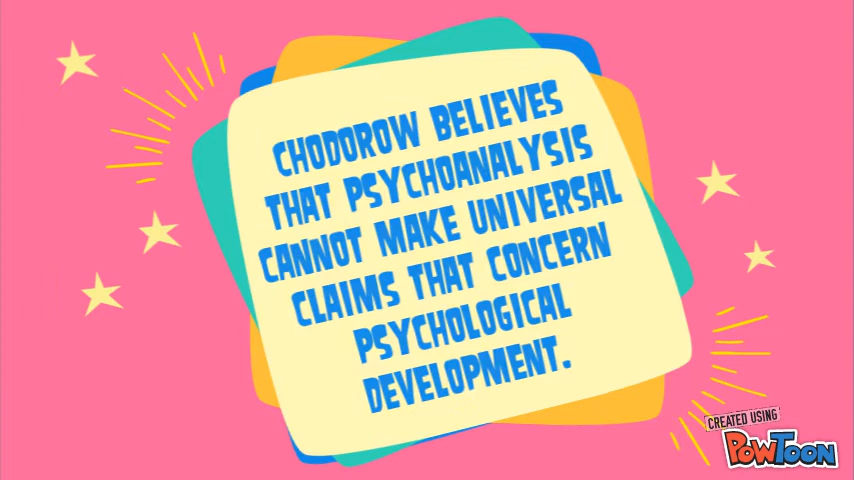 CHODOROW BELIEVES
THAT PSYCHOANALYSIS
CANNOT MAKE UNIVERSAL
CLAIMS THAT CONCERN
PSYCHOLOGICAL
DEVELOPMENT.
CREATED USING
POWTOON